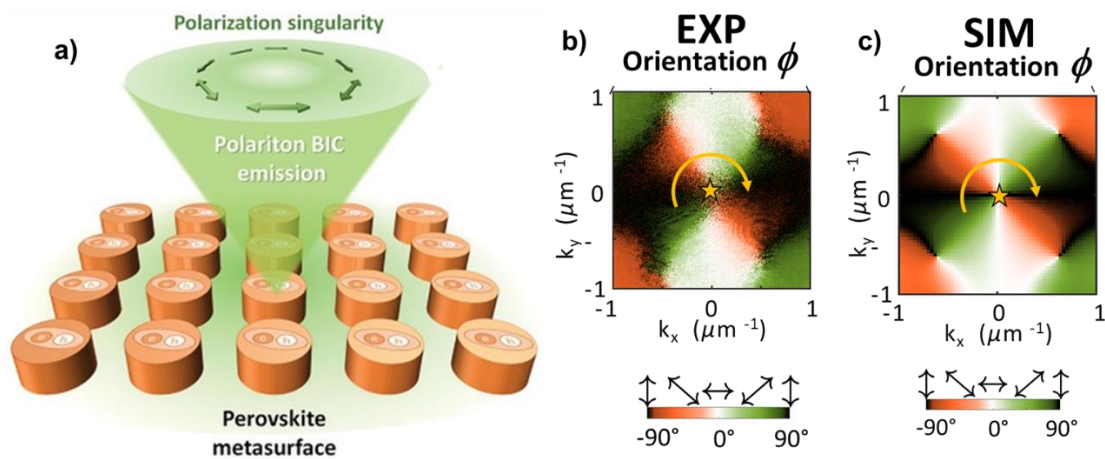 Polarization singularity
a)
Polariton BIC
emission
Perovskite
metasurface
b)
EXP
Orientation ϕ
1
0
-1
k_y (μm⁻¹)
-1
0
1
k_x (μm⁻¹)
-90°
0°
90°
c)
SIM
Orientation ϕ
1
0
-1
k_y (μm⁻¹)
-1
0
1
k_x (μm⁻¹)
-90°
0°
90°